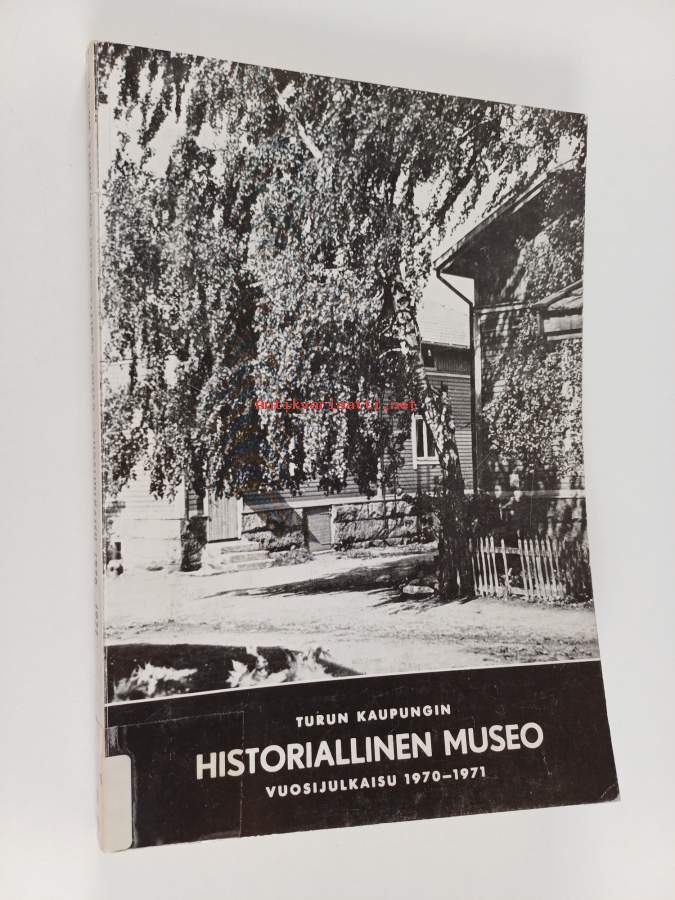 Antikvariaatti.net
TURUN KAUPUNGIN
HISTORIALLINEN MUSEO
VUOSIJULKAISU 1970–1971